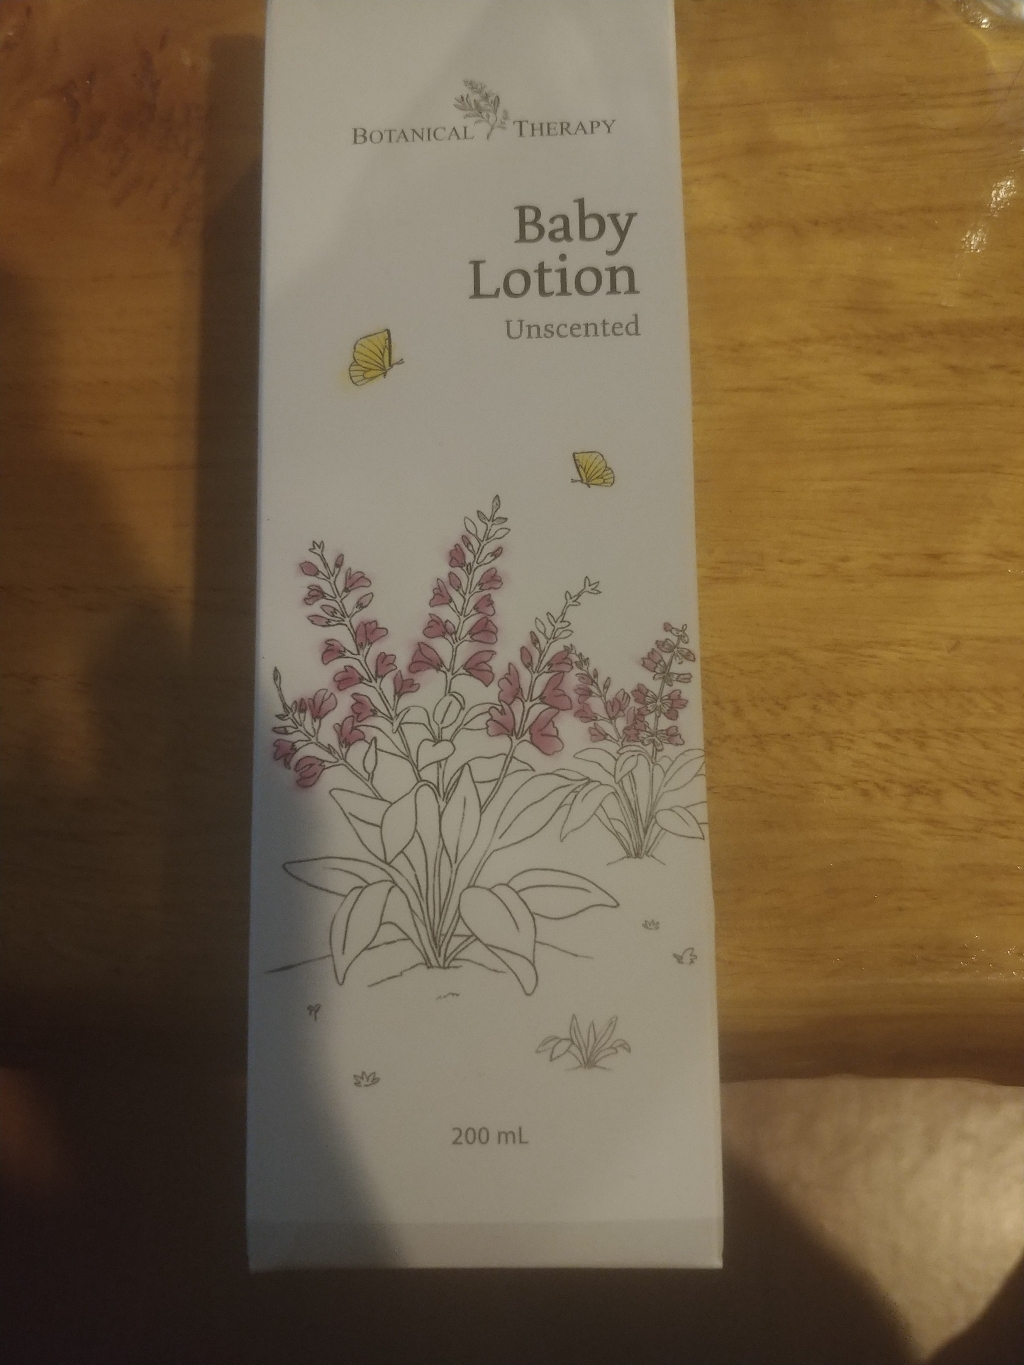 BOTANICAL THERAPY
Baby
Lotion
Unscented
200 mL